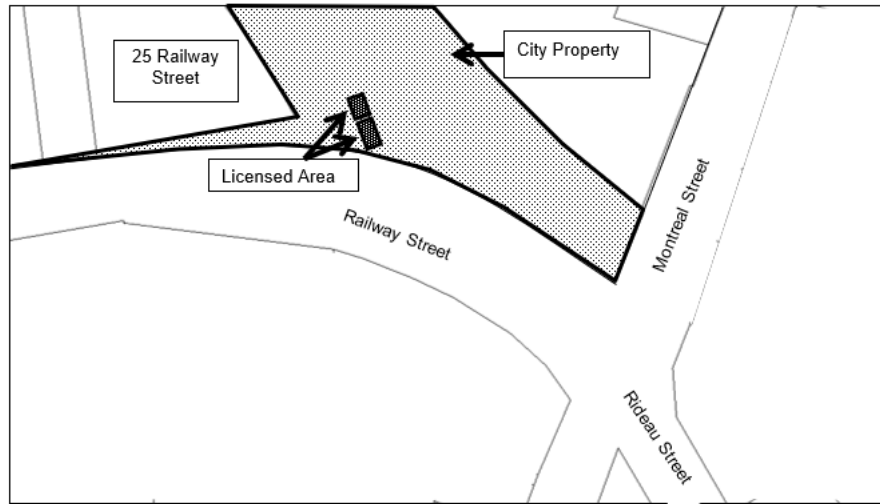 25 Railway
Street
City Property
Licensed Area
Railway Street
Montreal Street
Rideau Street